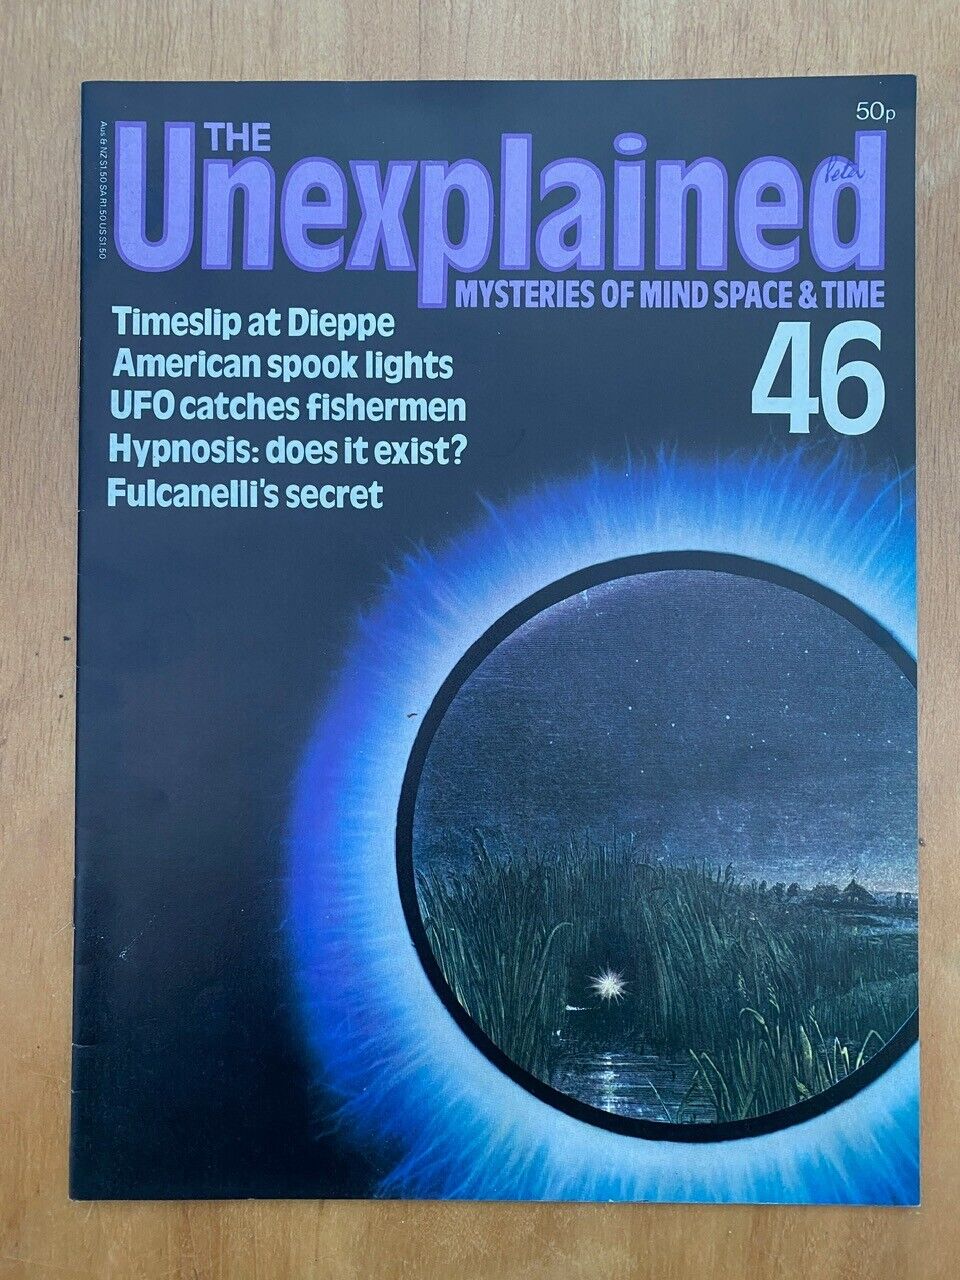 50p
Aus & NZ $1.50 SA R1.50 US $1.50
THE
Unexplained
Peter
MYSTERIES OF MIND SPACE & TIME
46
Timeslip at Dieppe
American spook lights
UFO catches fishermen
Hypnosis: does it exist?
Fulcanelli's secret